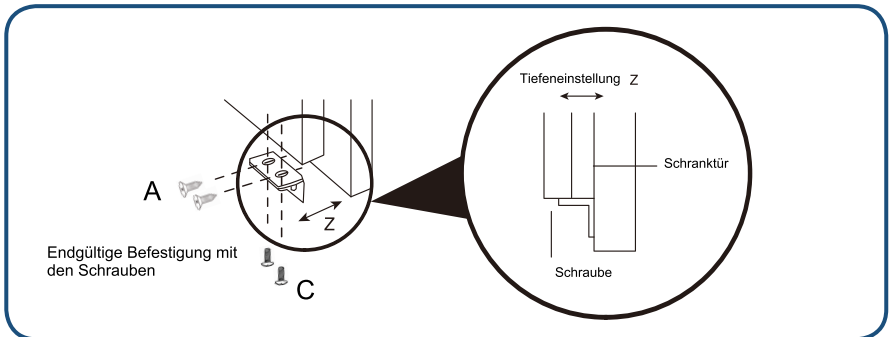 A
Z
Endgültige Befestigung mit
den Schrauben
C
Tiefeneinstellung Z
Schranktür
Schraube